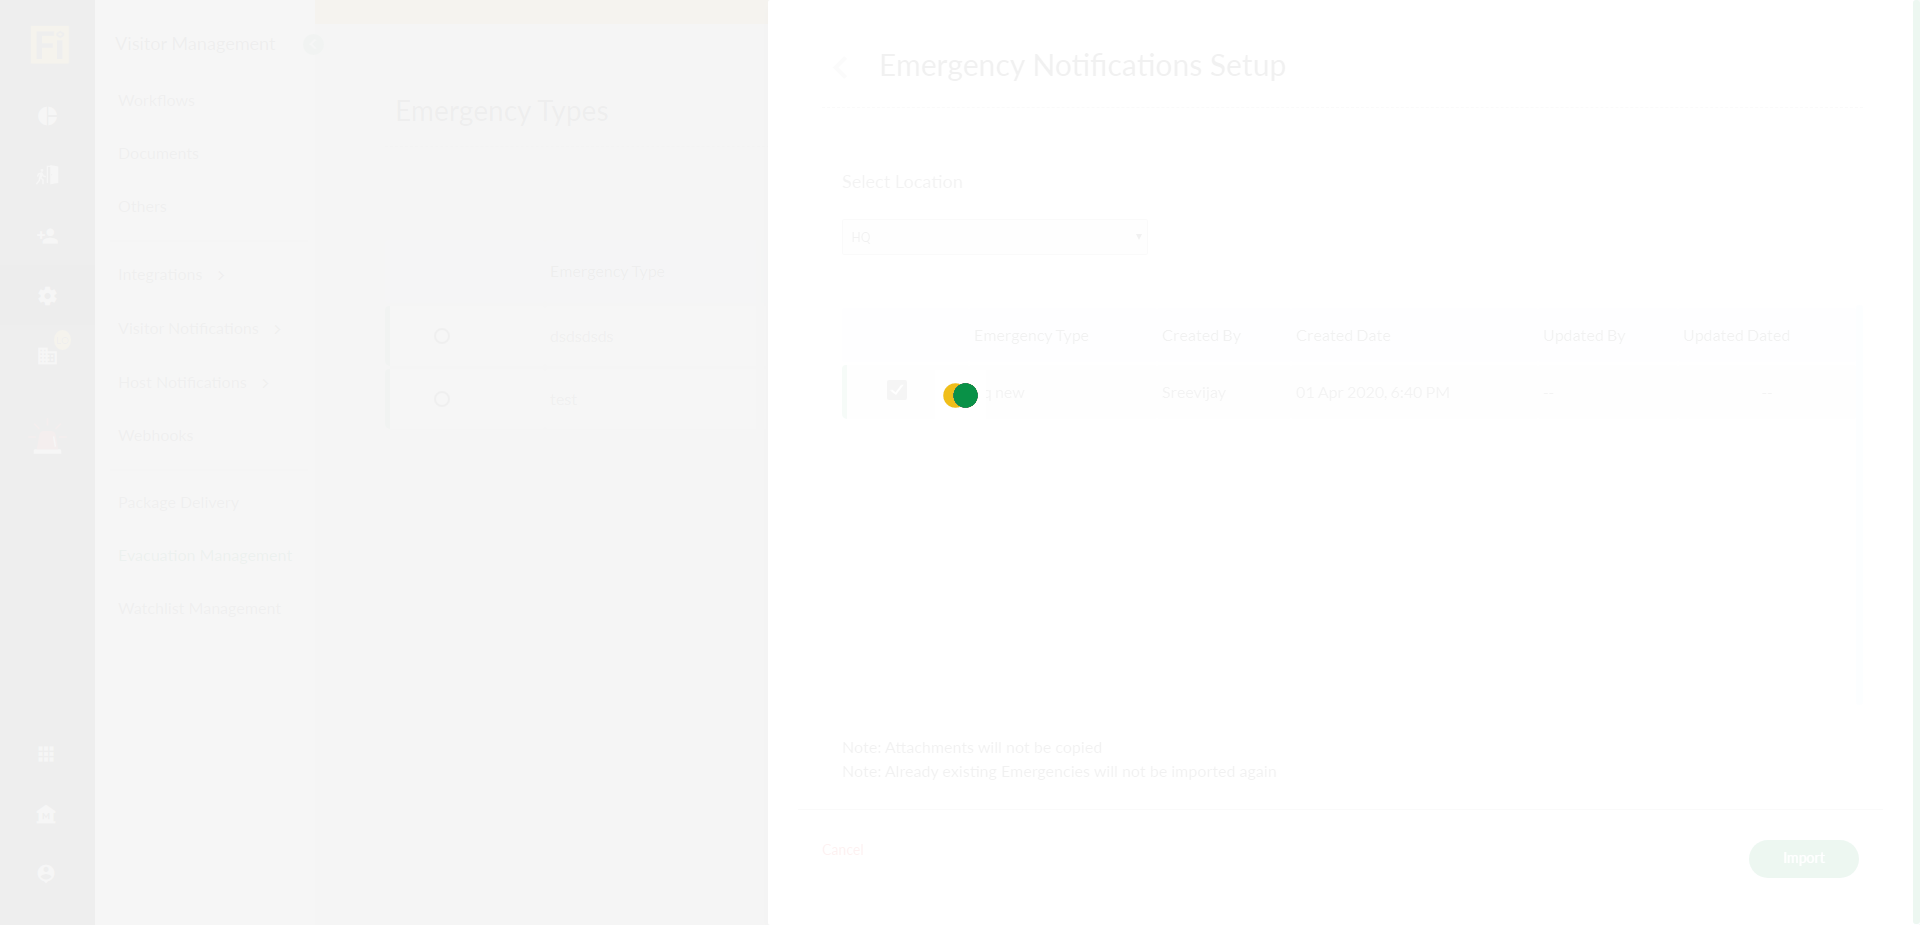 Fi
Visitor Management
Workflows
Documents
Others
Integrations
Visitor Notifications
Host Notifications
Webhooks
Package Delivery
Evacuation Management
Watchlist Management
Emergency Types
Emergency Type
dsdsdsds
test
Emergency Notifications Setup
Select Location
HQ
Emergency Type Created By Created Date Updated By Updated Dated
new Sreevijay 01 Apr 2020, 6:40 PM -- --
Note: Attachments will not be copied
Note: Already existing Emergencies will not be imported again
Cancel
Import